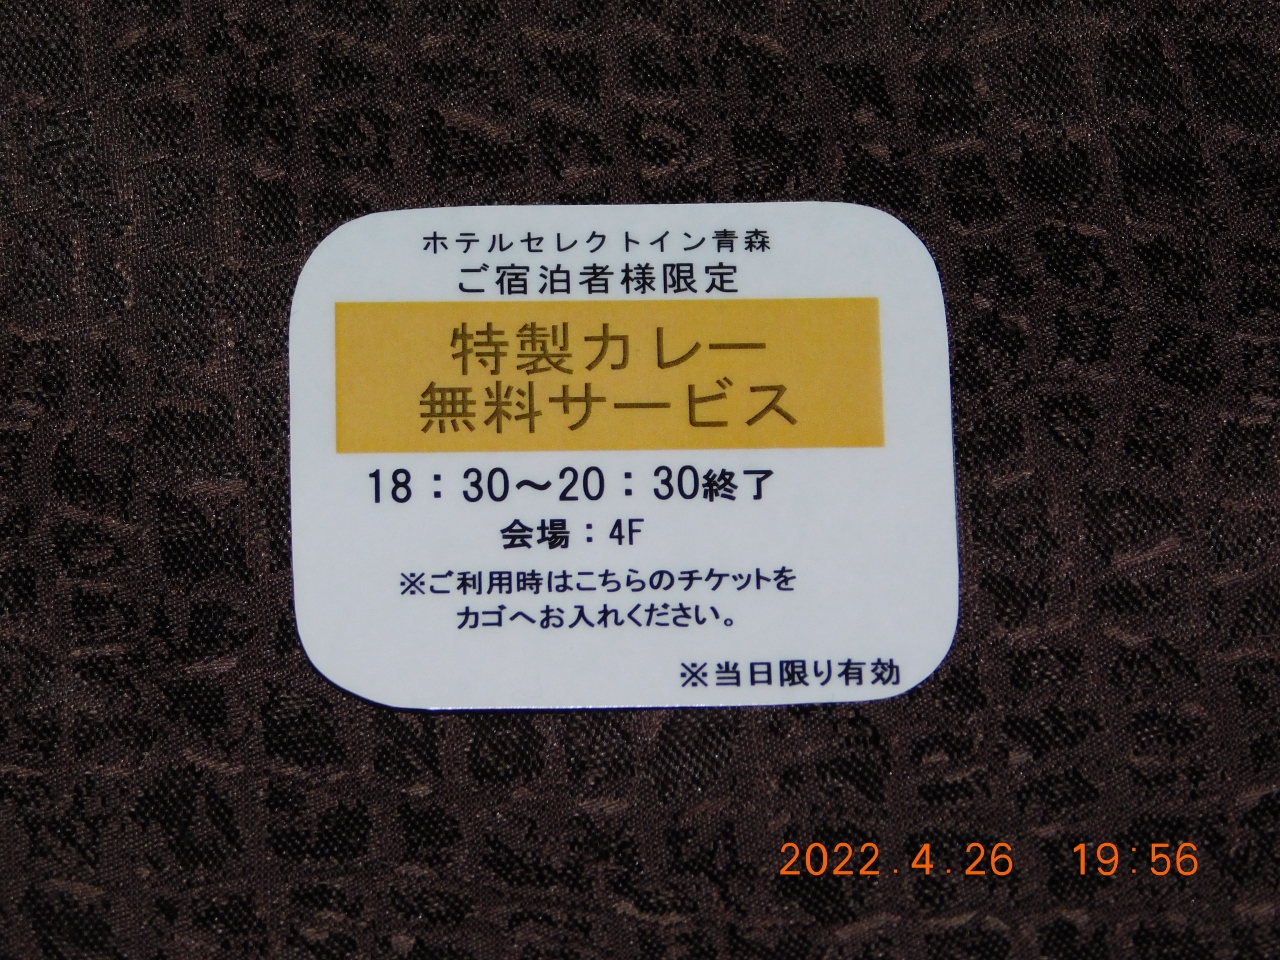 ホテルセレクトイン青森
ご宿泊者様限定
特製カレー
無料サービス
18：30～20：30終了
会場：4F
※ご利用時はこちらのチケットを
カゴへお入れください。
※当日限り有効
2022.4.26 19:56